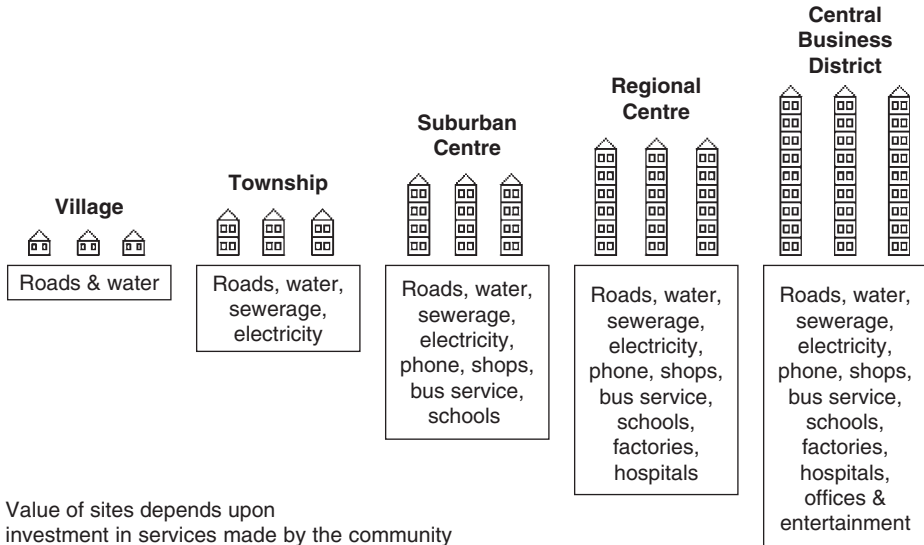 Village
Roads & water
Township
Roads, water,
sewerage,
electricity
Suburban
Centre
Roads, water,
sewerage,
electricity,
phone, shops,
bus service,
schools
Regional
Centre
Roads, water,
sewerage,
electricity,
phone, shops,
bus service,
schools,
factories,
hospitals
Central
Business
District
Roads, water,
sewerage,
electricity,
phone, shops,
bus service,
schools,
factories,
hospitals,
offices &
entertainment
Value of sites depends upon
investment in services made by the community